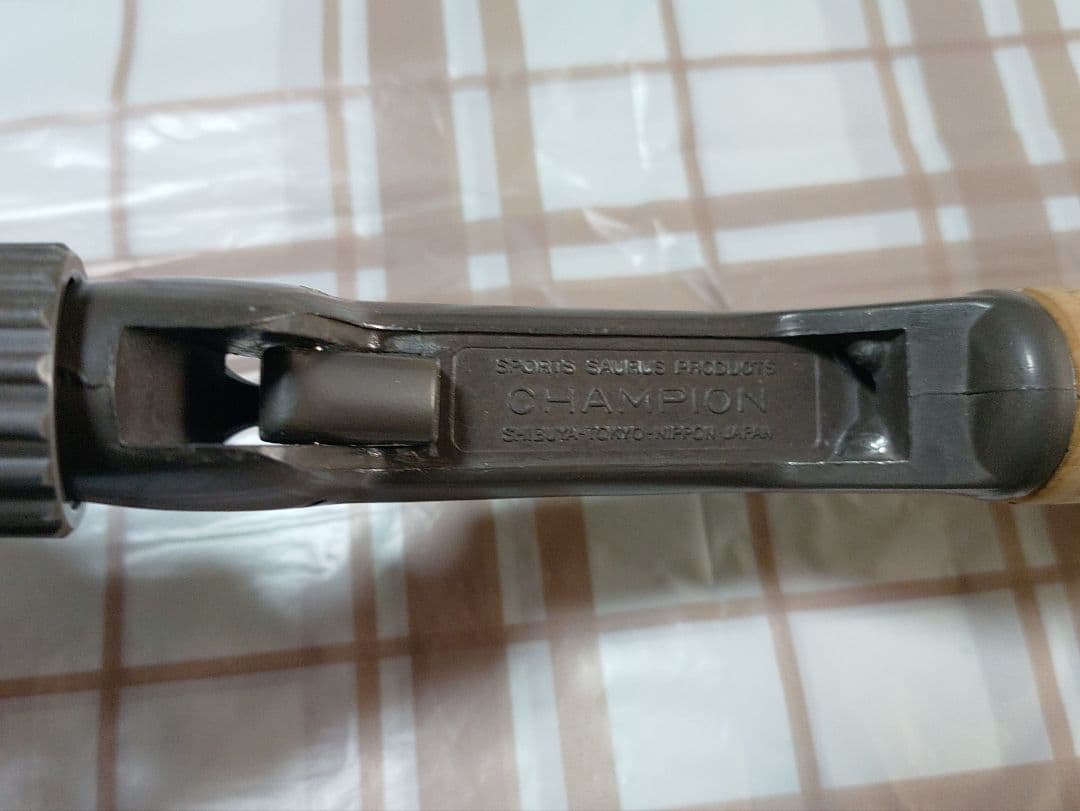 SPORTS SAURUS PRODUCTS
CHAMPION
SHIBUYA-TOKYO-NIPPON-JAPAN